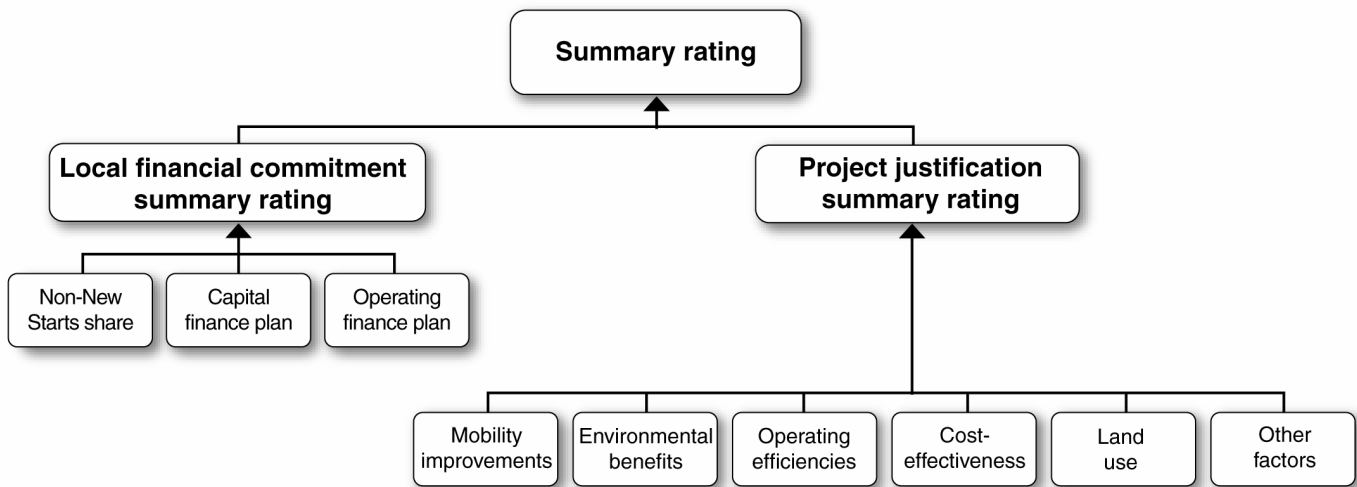 Summary rating
Local financial commitment
summary rating
Project justification
summary rating
Non-New
Starts share
Capital
finance plan
Operating
finance plan
Mobility
improvements
Environmental
benefits
Operating
efficiencies
Cost-
effectiveness
Land
use
Other
factors